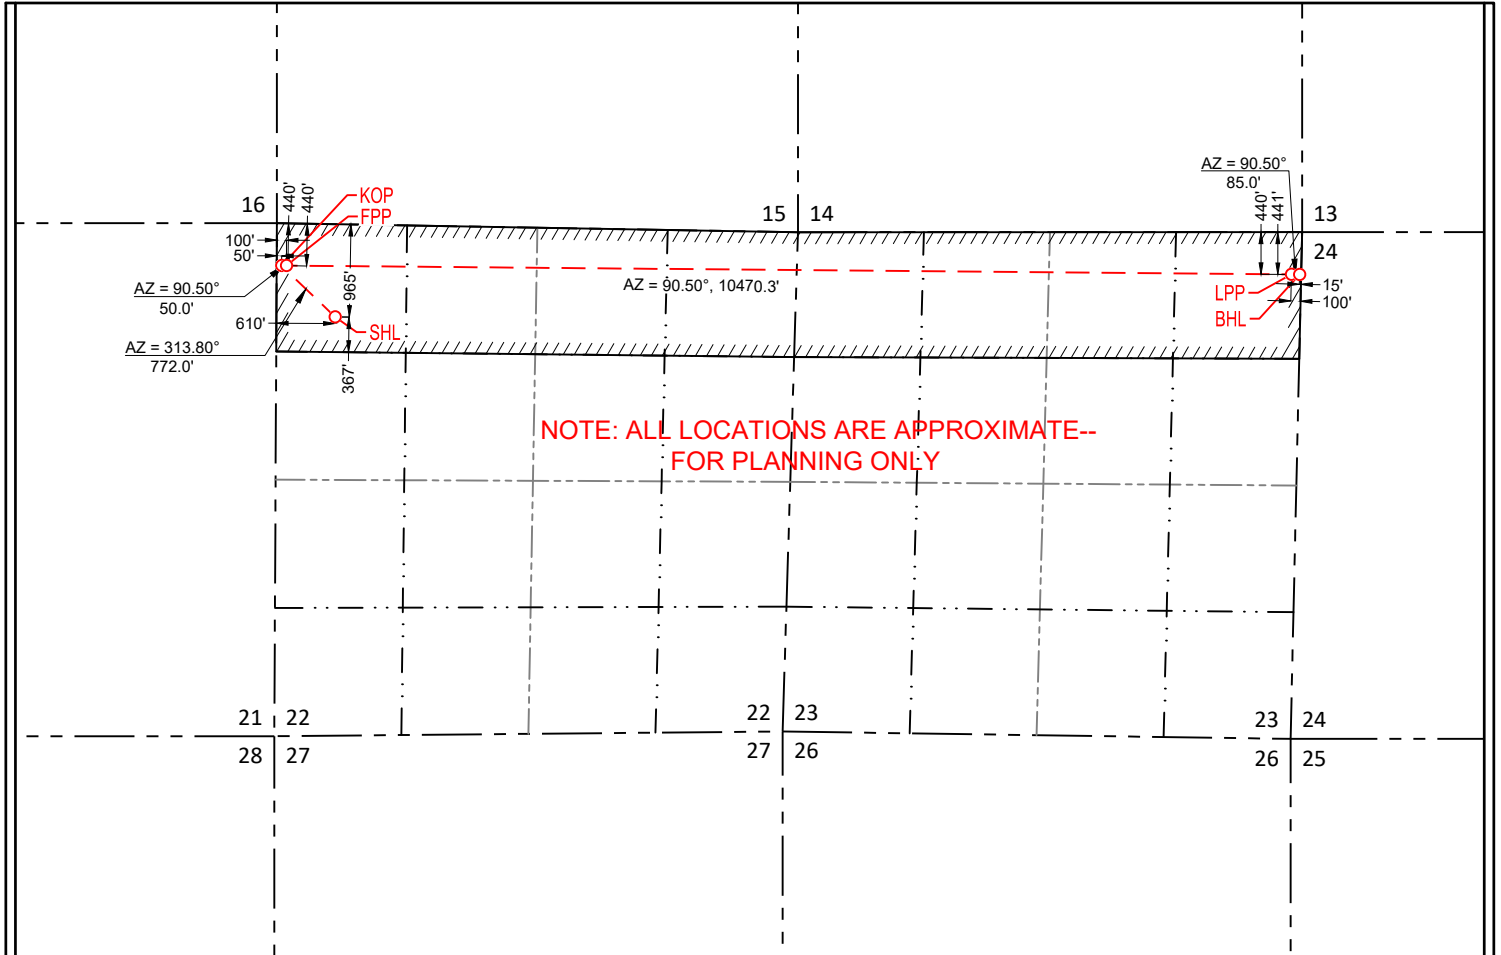 16
15
14
13
24
KOP
FPP
440'
440'
100'
50'
AZ = 90.50°
50.0'
965'
610'
SHL
AZ = 313.80°
772.0'
367'
AZ = 90.50°, 10470.3'
AZ = 90.50°
85.0'
440'
441'
LPP
BHL
15'
100'
NOTE: ALL LOCATIONS ARE APPROXIMATE--
FOR PLANNING ONLY
21 22
28 27
22 23
27 26
23 24
26 25